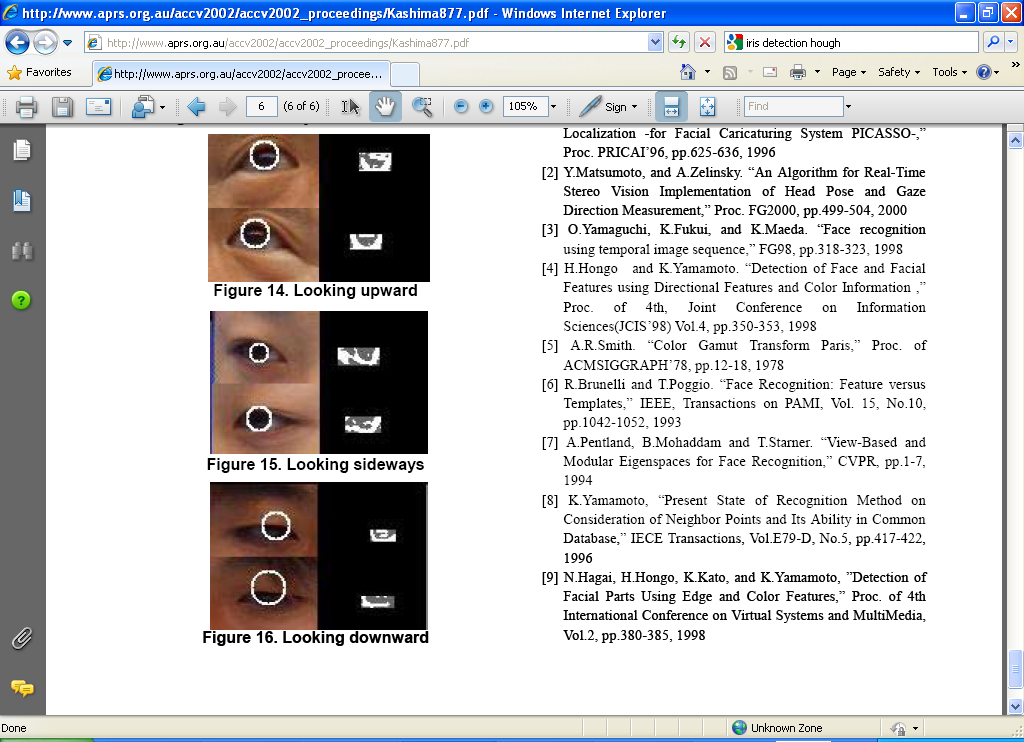 http://www.aprs.org.au/accv2002/accv2002_proceedings/Kashima877.pdf - Windows Internet Explorer
http://www.aprs.org.au/accv2002/accv2002_proceedings/Kashima877.pdf
iris detection hough
Favorites
http://www.aprs.org.au/accv2002/accv2002_procee...
Page
Safety
Tools
6
(6 of 6)
105%
Sign
Find
Figure 14. Looking upward
Figure 15. Looking sideways
Figure 16. Looking downward
Localization -for Facial Caricaturing System PICASSO-,”
Proc. PRICAI’96, pp.625-636, 1996
[2] Y.Matsumoto, and A.Zelinsky. “An Algorithm for Real-Time
Stereo Vision Implementation of Head Pose and Gaze
Direction Measurement,” Proc. FG2000, pp.499-504, 2000
[3] O.Yamaguchi, K.Fukui, and K.Maeda. “Face recognition
using temporal image sequence,” FG98, pp.318-323, 1998
[4] H.Hongo and K.Yamamoto. “Detection of Face and Facial
Features using Directional Features and Color Information ,”
Proc. of 4th, Joint Conference on Information
Sciences(JCIS’98) Vol.4, pp.350-353, 1998
[5] A.R.Smith. “Color Gamut Transform Paris,” Proc. of
ACMSIGGRAPH’78, pp.12-18, 1978
[6] R.Brunelli and T.Poggio. “Face Recognition: Feature versus
Templates,” IEEE, Transactions on PAMI, Vol. 15, No.10,
pp.1042-1052, 1993
[7] A.Pentland, B.Mohaddam and T.Starner. “View-Based and
Modular Eigenspaces for Face Recognition,” CVPR, pp.1-7,
1994
[8] K.Yamamoto, “Present State of Recognition Method on
Consideration of Neighbor Points and Its Ability in Common
Database,” IECE Transactions, Vol.E79-D, No.5, pp.417-422,
1996
[9] N.Hagai, H.Hongo, K.Kato, and K.Yamamoto, ”Detection of
Facial Parts Using Edge and Color Features,” Proc. of 4th
International Conference on Virtual Systems and MultiMedia,
Vol.2, pp.380-385, 1998
Done
Unknown Zone